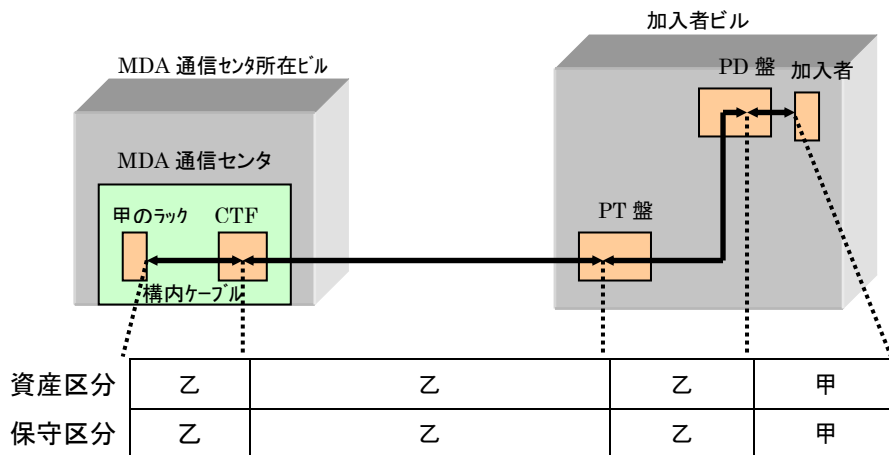 加入者ビル
MDA 通信センタ所在ビル
PD 盤 加入者
MDA 通信センタ
甲のラック CTF
PT 盤
構内ケーブル
資産区分 乙 乙 乙 甲
保守区分 乙 乙 乙 甲